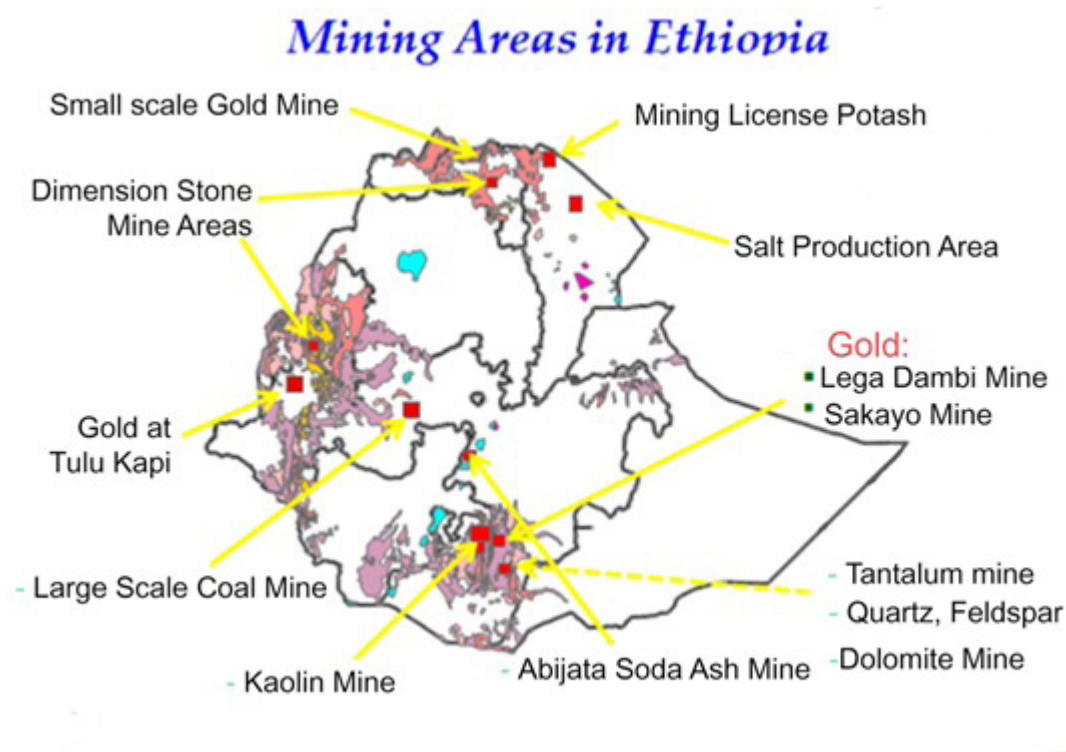 Mining Areas in Ethiopia
Small scale Gold Mine
Mining License Potash
Dimension Stone
Mine Areas
Salt Production Area
Gold:
Lega Dambi Mine
Sakayo Mine
Gold at
Tulu Kapi
- Large Scale Coal Mine
- Tantalum mine
- Quartz, Feldspar
-Dolomite Mine
- Abijata Soda Ash Mine
- Kaolin Mine